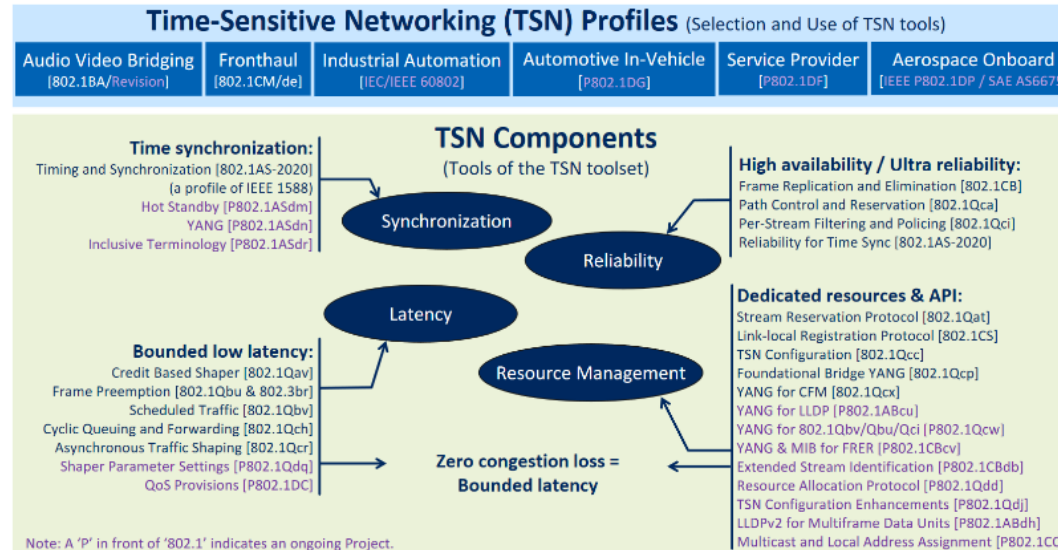 Time-Sensitive Networking (TSN) Profiles (Selection and Use of TSN tools)
Audio Video Bridging
[802.1BA/Revision]
Fronthaul
[802.1CM/de]
Industrial Automation
[IEC/IEEE 60802]
Automotive In-Vehicle
[P802.1DG]
Service Provider
[P802.1DF]
Aerospace Onboard
[IEEE P802.1DP / SAE AS6675
TSN Components
(Tools of the TSN toolset)
Time synchronization:
Timing and Synchronization [802.1AS-2020]
(a profile of IEEE 1588)
Hot Standby [P802.1ASdm]
YANG [P802.1ASdn]
Inclusive Terminology [P802.1ASdr]
Synchronization
High availability / Ultra reliability:
Frame Replication and Elimination [802.1CB]
Path Control and Reservation [802.1Qca]
Per-Stream Filtering and Policing [802.1Qci]
Reliability for Time Sync [802.1AS-2020]
Reliability
Latency
Bounded low latency:
Credit Based Shaper [802.1Qav]
Frame Preemption [802.1Qbu & 802.3br]
Scheduled Traffic [802.1Qbv]
Cyclic Queuing and Forwarding [802.1Qch]
Asynchronous Traffic Shaping [802.1Qcr]
Shaper Parameter Settings [P802.1Qdq]
QoS Provisions [P802.1DC]
Resource Management
Zero congestion loss =
Bounded latency
Dedicated resources & API:
Stream Reservation Protocol [802.1Qat]
Link-local Registration Protocol [802.1CS]
TSN Configuration [802.1Qcc]
Foundational Bridge YANG [802.1Qcp]
YANG for CFM [802.1Qcx]
YANG for LLDP [P802.1ABcu]
YANG for 802.1Qbv/Qbu/Qci [P802.1Qcw]
YANG & MIB for FRER [P802.1CBcv]
Extended Stream Identification [P802.1CBdb]
Resource Allocation Protocol [P802.1Qdd]
TSN Configuration Enhancements [P802.1Qdj]
LLDPv2 for Multiframe Data Units [P802.1ABdh]
Multicast and Local Address Assignment [P802.1CQ
Note: A 'P' in front of '802.1' indicates an ongoing Project.